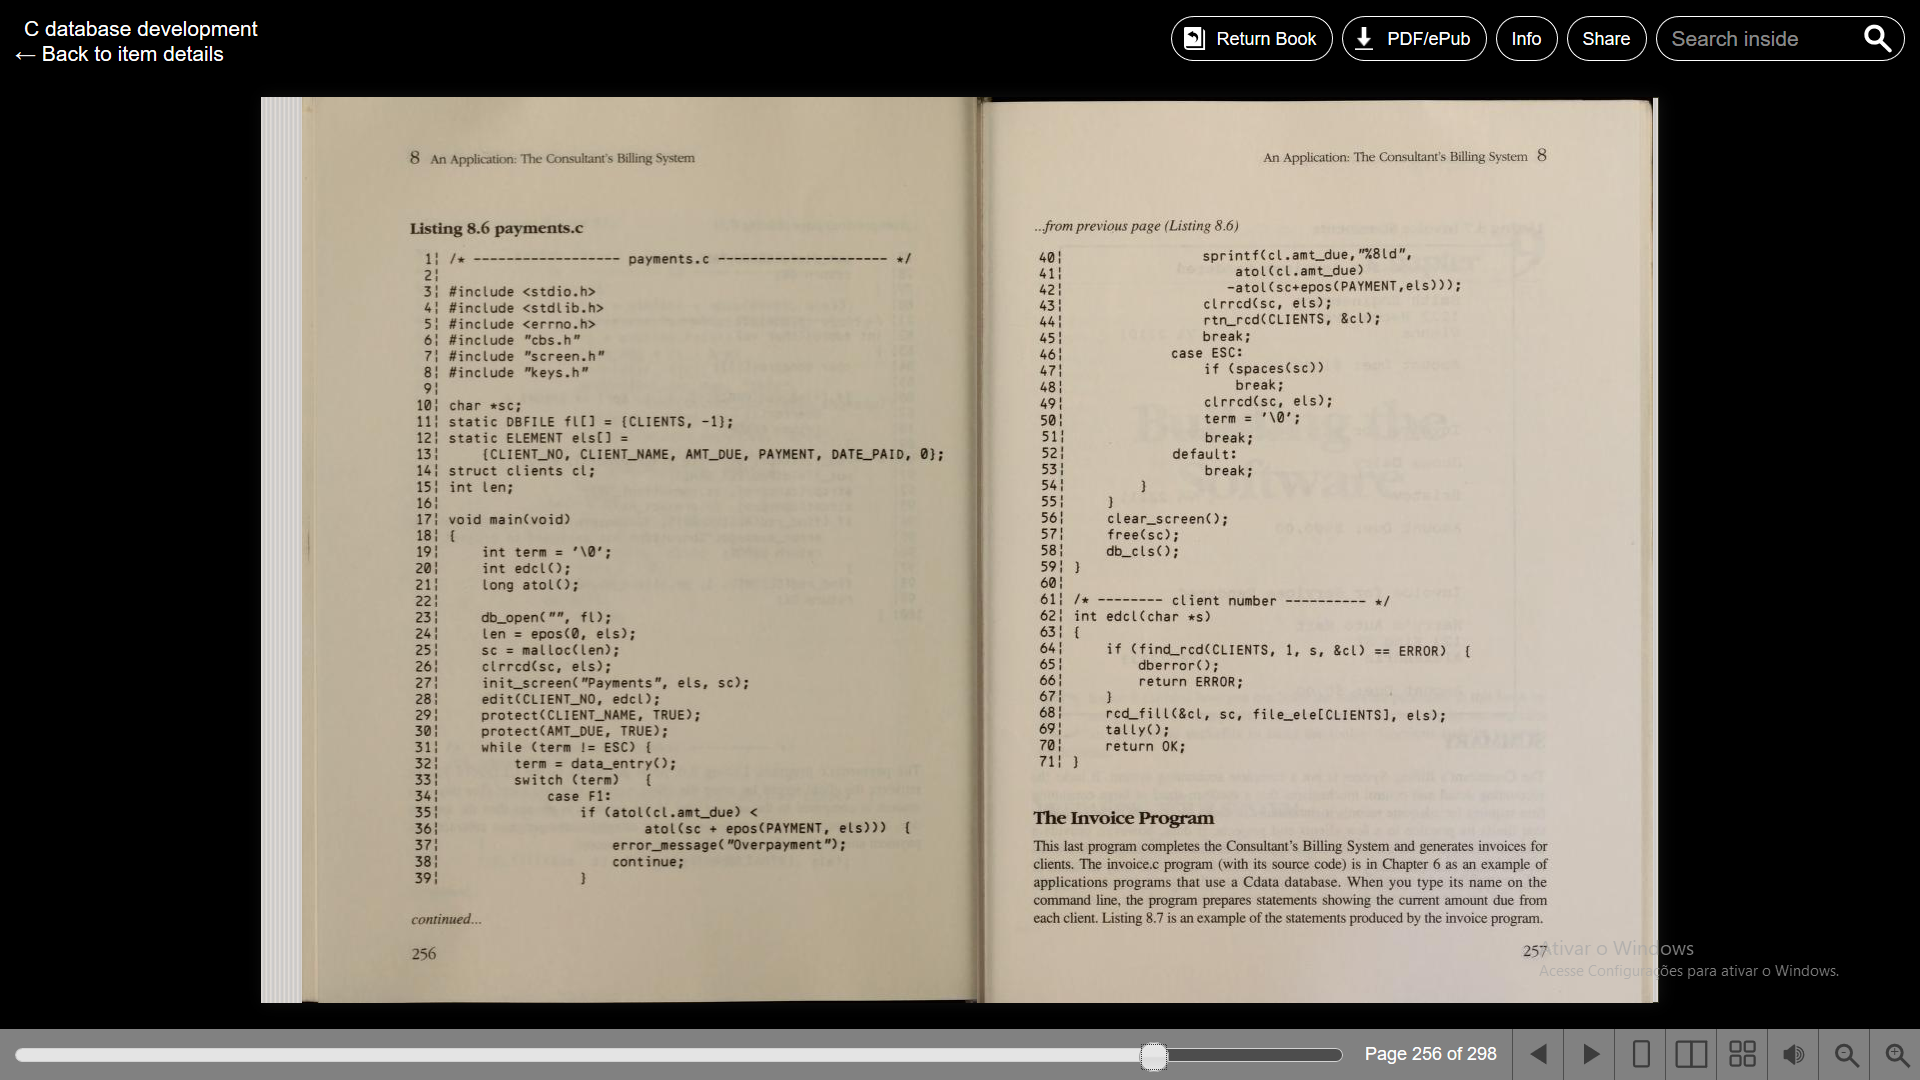 C database development
← Back to item details
Return Book
PDF/ePub
Info
Share
Search inside
8 An Application: The Consultant's Billing System
Listing 8.6 payments.c
1¦ /* ------------------ payments.c --------------------- */
2¦
3¦ #include <stdio.h>
4¦ #include <stdlib.h>
5¦ #include <errno.h>
6¦ #include "cbs.h"
7¦ #include "screen.h"
8¦ #include "keys.h"
9¦
10¦ char *sc;
11¦ static DBFILE fl[] = {CLIENTS, -1};
12¦ static ELEMENT els[] =
13¦     {CLIENT_NO, CLIENT_NAME, AMT_DUE, PAYMENT, DATE_PAID, 0};
14¦ struct clients cl;
15¦ int len;
16¦
17¦ void main(void)
18¦ {
19¦     int term = '\0';
20¦     int edcl();
21¦     long atol();
22¦
23¦     db_open("", fl);
24¦     len = epos(0, els);
25¦     sc = malloc(len);
26¦     clrrcd(sc, els);
27¦     init_screen("Payments", els, sc);
28¦     edit(CLIENT_NO, edcl);
29¦     protect(CLIENT_NAME, TRUE);
30¦     protect(AMT_DUE, TRUE);
31¦     while (term != ESC) {
32¦         term = data_entry();
33¦         switch (term)   {
34¦             case F1:
35¦                 if (atol(cl.amt_due) <
36¦                         atol(sc + epos(PAYMENT, els)))  {
37¦                     error_message("Overpayment");
38¦                     continue;
39¦                 }
continued...
256
An Application: The Consultant's Billing System 8
...from previous page (Listing 8.6)
40¦                 sprintf(cl.amt_due,"%8ld",
41¦                     atol(cl.amt_due)
42¦                    -atol(sc+epos(PAYMENT,els)));
43¦                 clrrcd(sc, els);
44¦                 rtn_rcd(CLIENTS, &cl);
45¦                 break;
46¦             case ESC:
47¦                 if (spaces(sc))
48¦                     break;
49¦                 clrrcd(sc, els);
50¦                 term = '\0';
51¦                 break;
52¦             default:
53¦                 break;
54¦         }
55¦     }
56¦     clear_screen();
57¦     free(sc);
58¦     db_cls();
59¦ }
60¦
61¦ /* -------- client number ---------- */
62¦ int edcl(char *s)
63¦ {
64¦     if (find_rcd(CLIENTS, 1, s, &cl) == ERROR)  {
65¦         dberror();
66¦         return ERROR;
67¦     }
68¦     rcd_fill(&cl, sc, file_ele[CLIENTS], els);
69¦     tally();
70¦     return OK;
71¦ }
The Invoice Program
This last program completes the Consultant's Billing System and generates invoices for
clients. The invoice.c program (with its source code) is in Chapter 6 as an example of
applications programs that use a Cdata database. When you type its name on the
command line, the program prepares statements showing the current amount due from
each client. Listing 8.7 is an example of the statements produced by the invoice program.
257
Ativar o Windows
Acesse Configurações para ativar o Windows.
Page 256 of 298